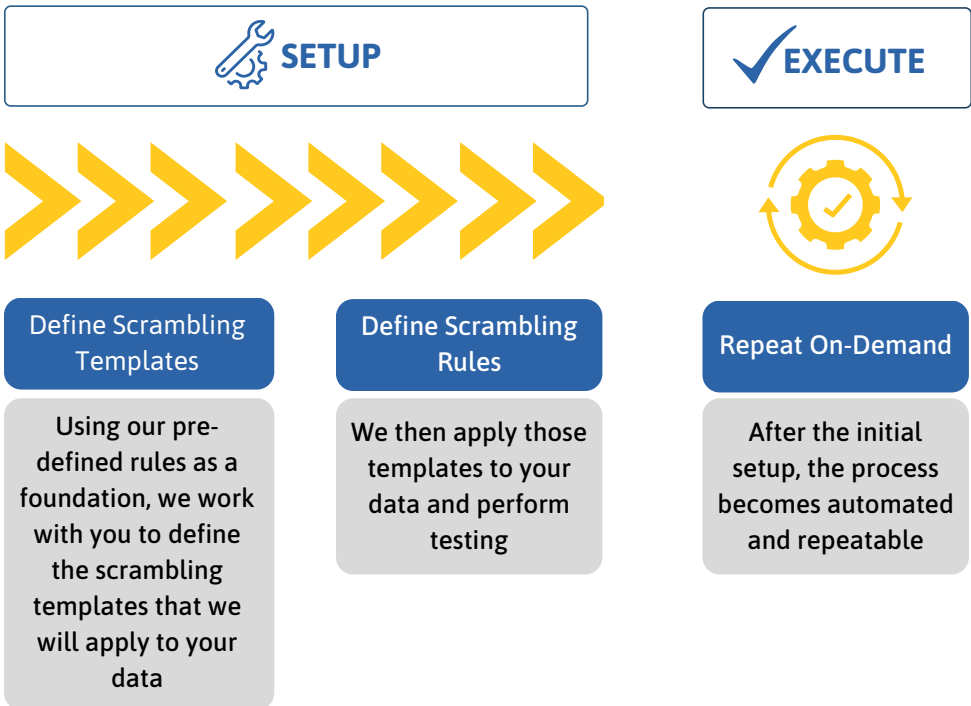 SETUP
EXECUTE
Define Scrambling
Templates
Using our pre-
defined rules as a
foundation, we work
with you to define
the scrambling
templates that we
will apply to your
data
Define Scrambling
Rules
We then apply those
templates to your
data and perform
testing
Repeat On-Demand
After the initial
setup, the process
becomes automated
and repeatable